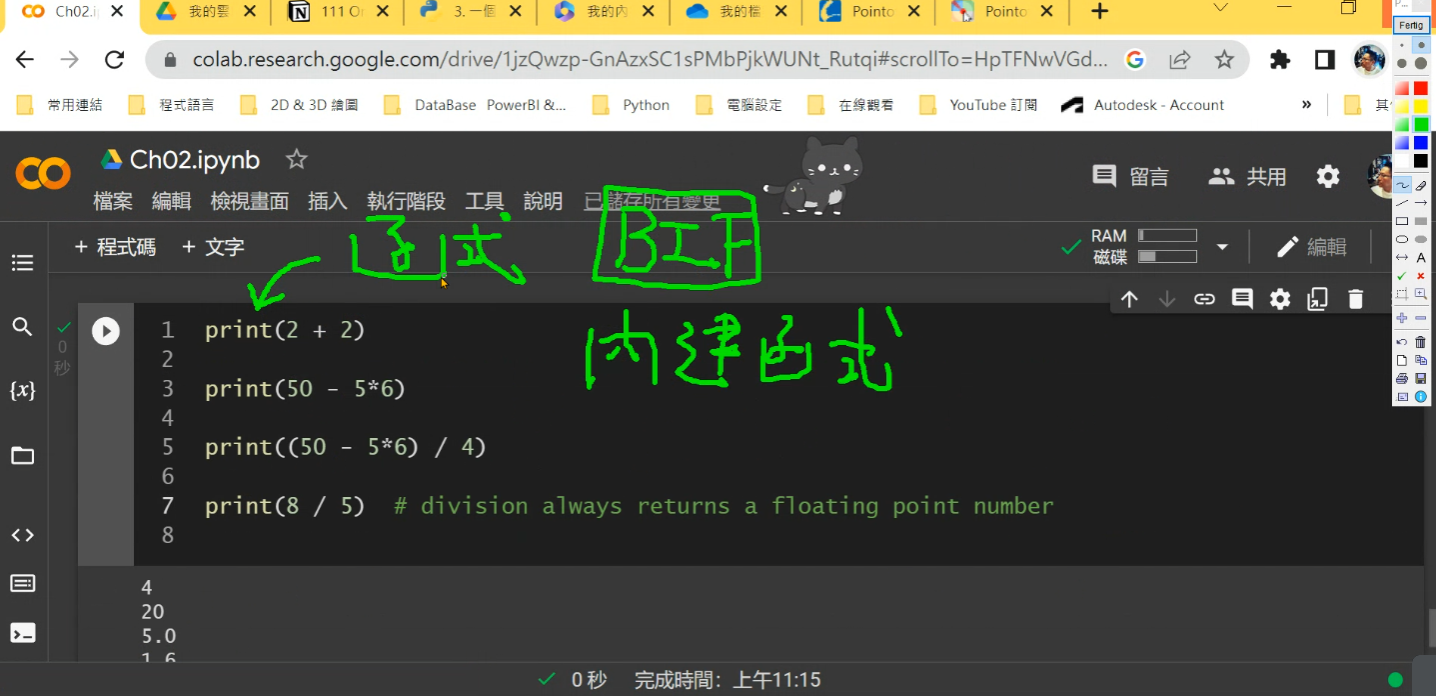 Ch02.i
我的雲
111 O
3. 一個
我的內
我的檔
Pointo
Pointo
P...
Fertig
colab.research.google.com/drive/1jzQwzp-GnAzxSC1sPMbPjkWUNt_Rutqi#scrollTo=HpTFNwVGd...
常用連結
程式語言
2D & 3D 繪圖
DataBase PowerBI &...
Python
電腦設定
在線觀看
YouTube 訂閱
Autodesk - Account
»
其
Ch02.ipynb
檔案 編輯 檢視畫面 插入 執行階段 工具 說明 已儲存所有變更
留言
共用
+ 程式碼 + 文字
函式
BIF
RAM
磁碟
編輯
內建函式
{x}
0
秒
1 print(2 + 2)
2
3 print(50 - 5*6)
4
5 print((50 - 5*6) / 4)
6
7 print(8 / 5) # division always returns a floating point number
8
4
20
5.0
1.6
0 秒 完成時間: 上午11:15